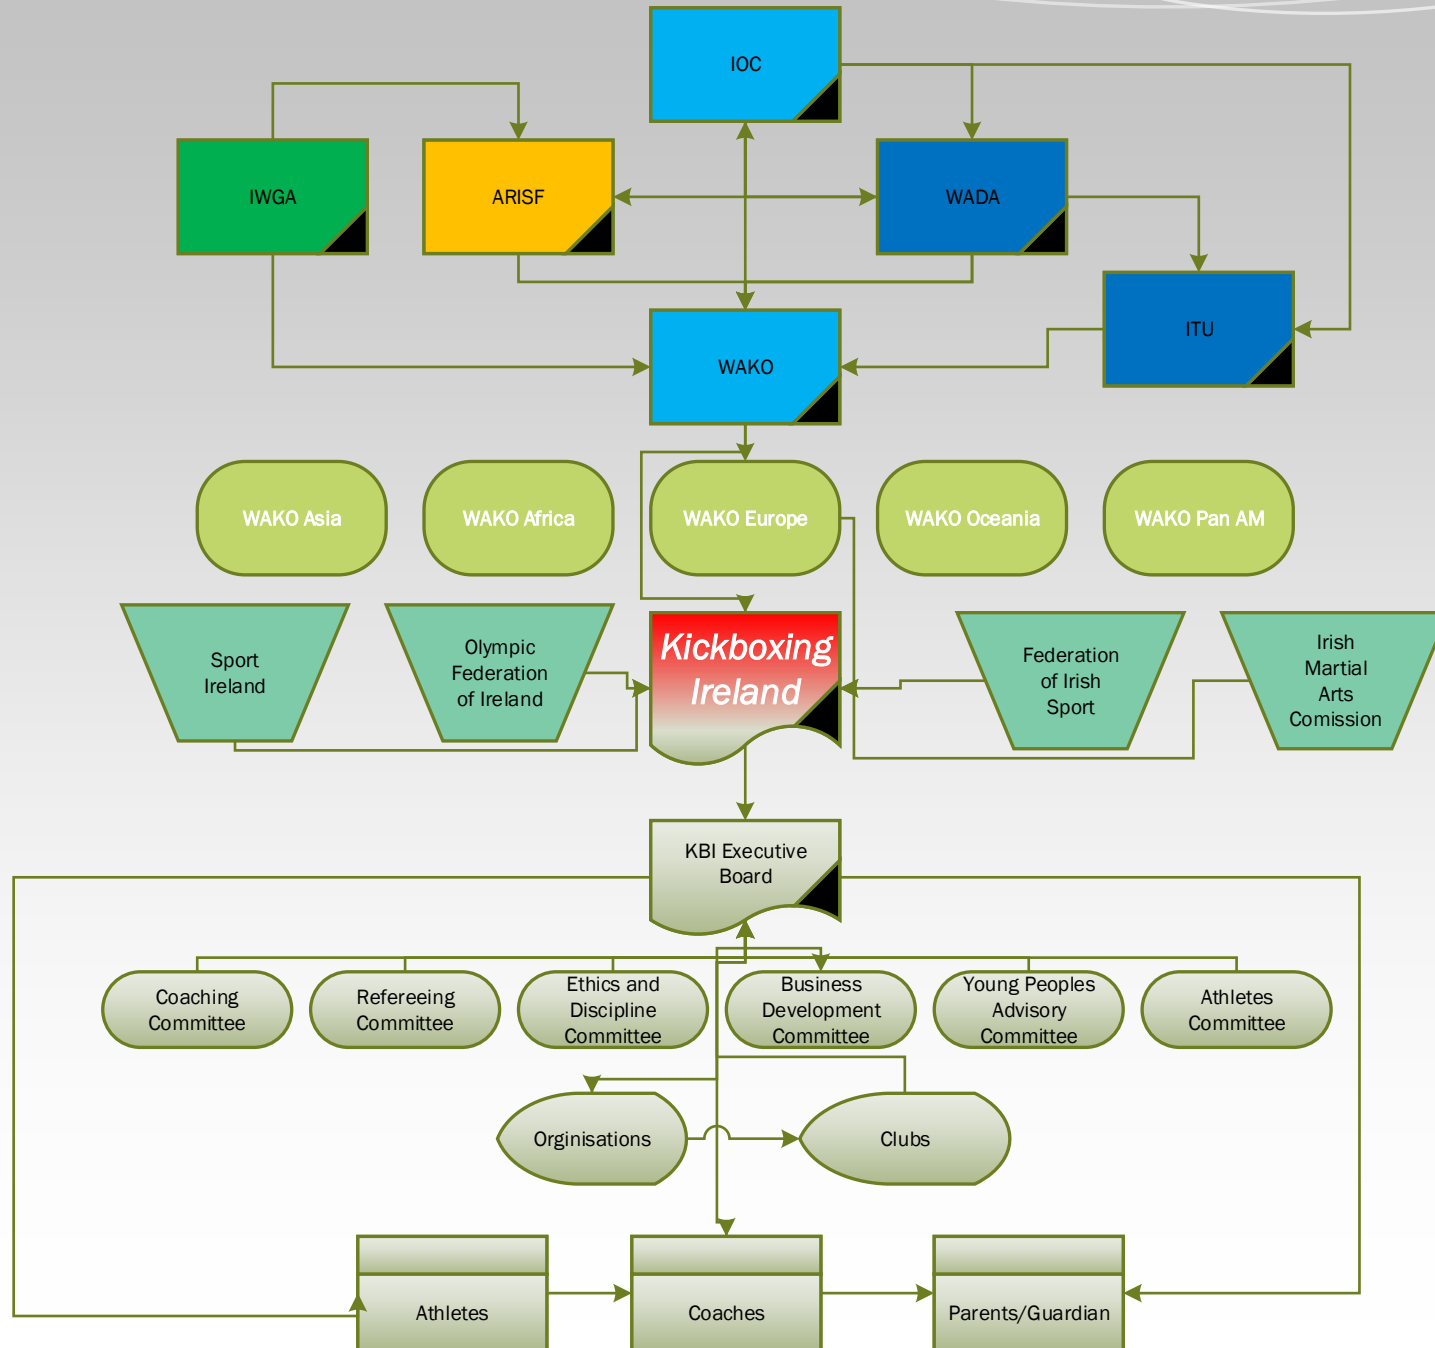 IOC
IWGA
ARISF
WADA
ITU
WAKO
WAKO Asia
WAKO Africa
WAKO Europe
WAKO Oceania
WAKO Pan AM
Sport
Ireland
Olympic
Federation
of Ireland
Kickboxing
Ireland
Federation
of Irish
Sport
Irish
Martial
Arts
Comission
KBI Executive
Board
Coaching
Committee
Refereeing
Committee
Ethics and
Discipline
Committee
Business
Development
Committee
Young Peoples
Advisory
Committee
Athletes
Committee
Orginisations
Clubs
Athletes
Coaches
Parents/Guardian